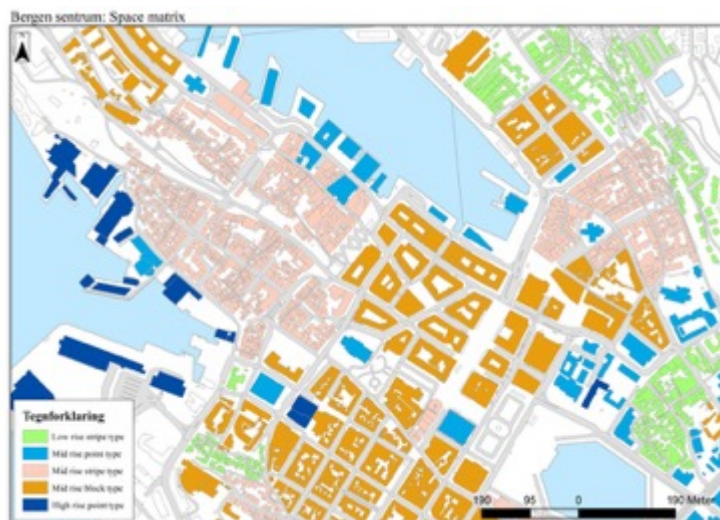 Bergen sentrum: Space matrix
Tegnforklaring
Low rise stripe type
Mid rise point type
Mid rise stripe type
Mid rise block type
High rise point type
190 95 0 190 Meter